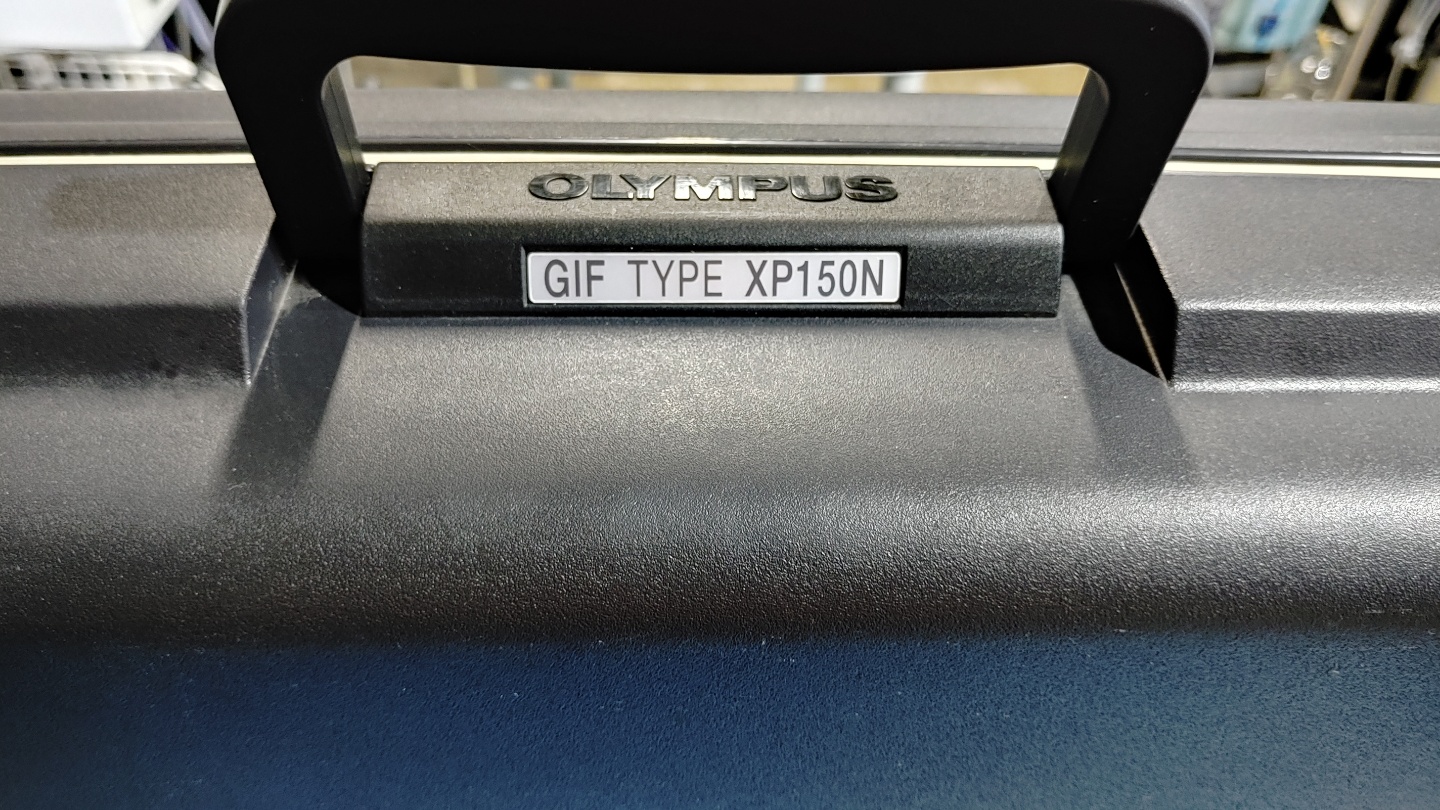 OLYMPUS
GIF TYPE XP150N